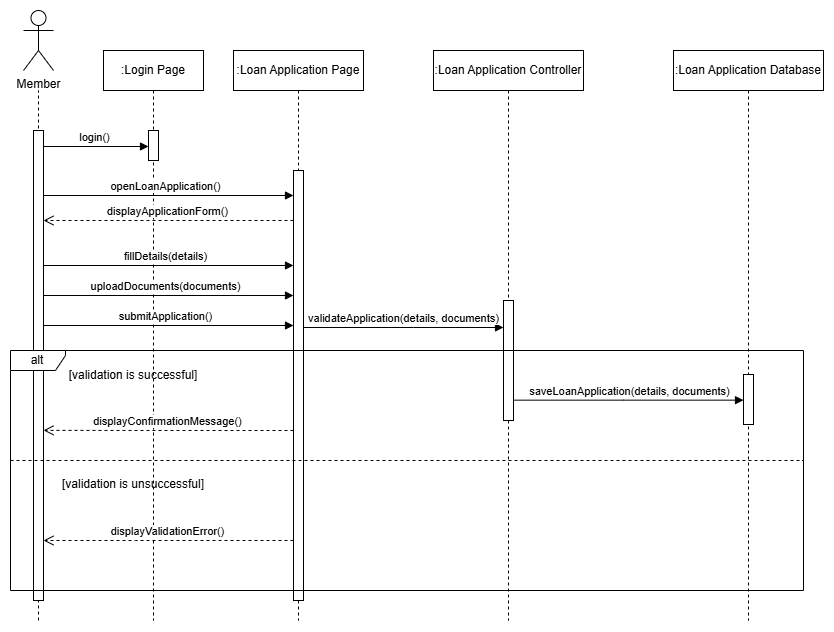 Member
:Login Page
:Loan Application Page
:Loan Application Controller
:Loan Application Database
login()
openLoanApplication()
displayApplicationForm()
fillDetails(details)
uploadDocuments(documents)
submitApplication()
validateApplication(details, documents)
alt
[validation is successful]
saveLoanApplication(details, documents)
displayConfirmationMessage()
[validation is unsuccessful]
displayValidationError()